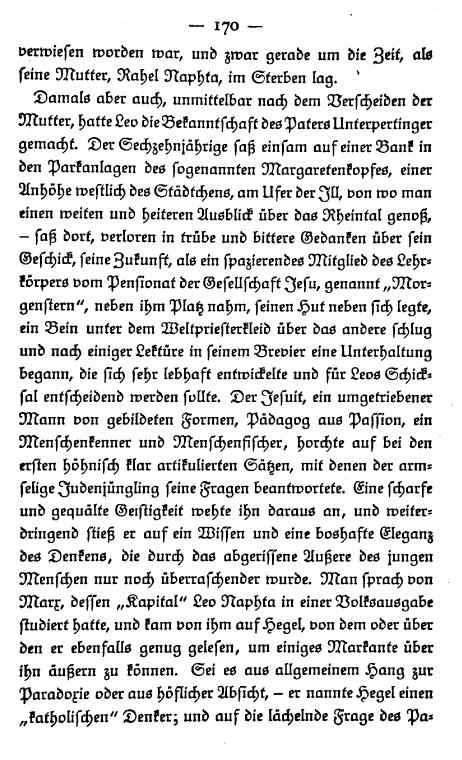 — 170 —
verwiesen worden war, und zwar gerade um die Zeit, als
seine Mutter, Rahel Naphta, im Sterben lag.
Damals aber auch, unmittelbar nach dem Verscheiden der
Mutter, hatte Leo die Bekanntschaft des Paters Unterpertinger
gemacht. Der Sechzehnjährige saß einsam auf einer Bank in
den Parkanlagen des sogenannten Margaretenkopfes, einer
Anhöhe westlich des Städtchens, am Ufer der Ill, von wo man
einen weiten und heiteren Ausblick über das Rheintal genoß,
– saß dort, verloren in trübe und bittere Gedanken über sein
Geschick, seine Zukunft, als ein spazierendes Mitglied des Lehr-
körpers vom Pensionat der Gesellschaft Jesu, genannt „Mor-
genstern“, neben ihm Platz nahm, seinen Hut neben sich legte,
ein Bein unter dem Weltpriesterkleid über das andere schlug
und nach einiger Lektüre in seinem Brevier eine Unterhaltung
begann, die sich sehr lebhaft entwickelte und für Leos Schick-
sal entscheidend werden sollte. Der Jesuit, ein umgetriebener
Mann von gebildeten Formen, Pädagog aus Passion, ein
Menschenkenner und Menschenfischer, horchte auf bei den
ersten höhnisch klar artikulierten Sätzen, mit denen der arm-
selige Judenjüngling seine Fragen beantwortete. Eine scharfe
und gequälte Geistigkeit wehte ihn daraus an, und weiter-
dringend stieß er auf ein Wissen und eine boshafte Eleganz
des Denkens, die durch das abgerissene Äußere des jungen
Menschen nur noch überraschender wurde. Man sprach von
Marx, dessen „Kapital“ Leo Naphta in einer Volksausgabe
studiert hatte, und kam von ihm auf Hegel, von dem oder über
den er ebenfalls genug gelesen, um einiges Markante über
ihn äußern zu können. Sei es aus allgemeinem Hang zur
Paradoxie oder aus höflicher Absicht, – er nannte Hegel einen
„katholischen“ Denker; und auf die lächelnde Frage des Pa-